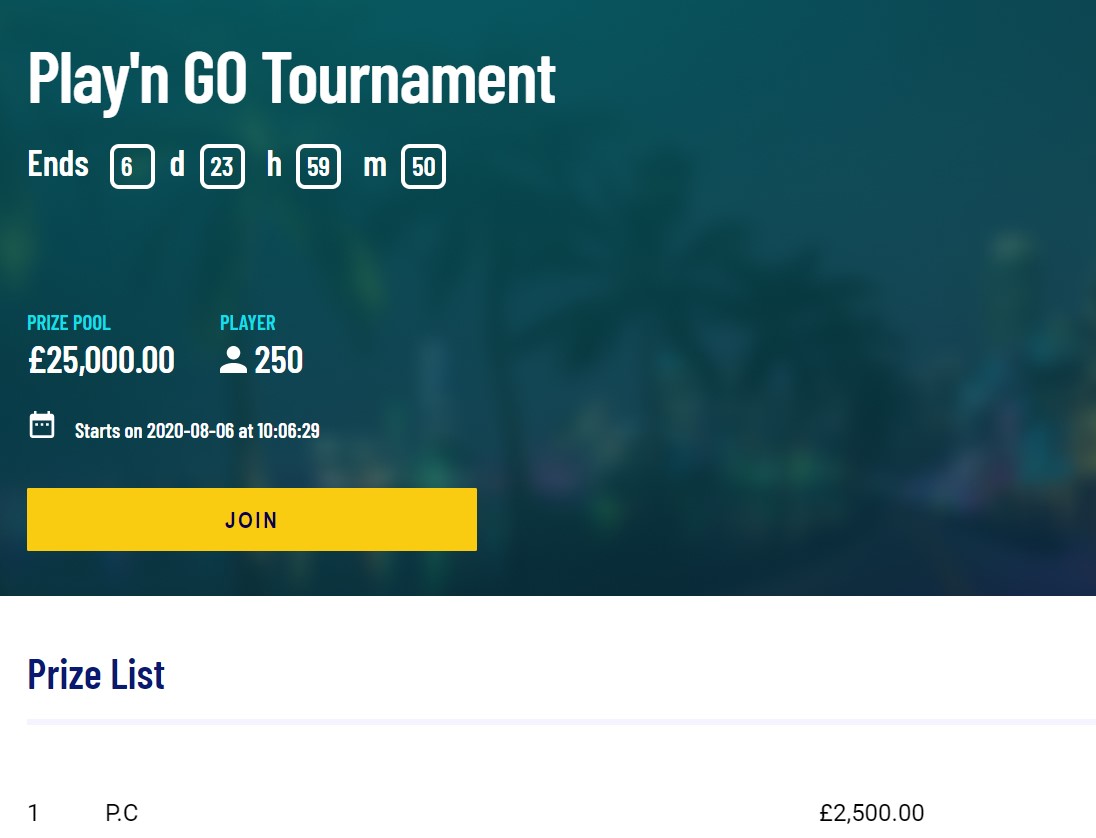 Play'n GO Tournament
Ends 6 d 23 h 59 m 50
PRIZE POOL PLAYER
£25,000.00 250
Starts on 2020-08-06 at 10:06:29
JOIN
Prize List
1 P.C £2,500.00